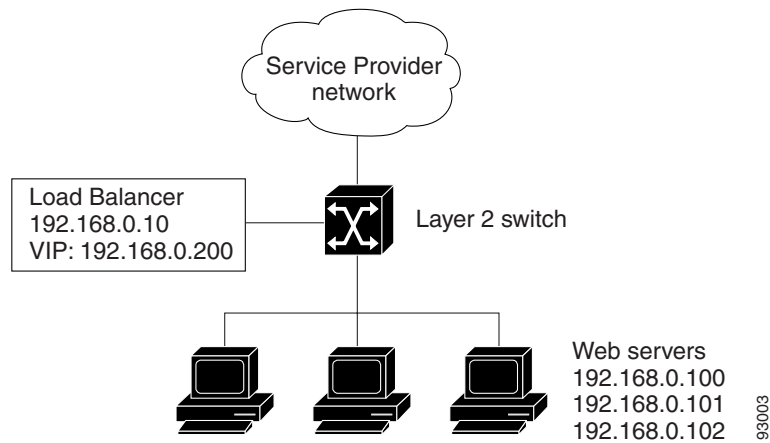 Service Provider
network
Load Balancer
192.168.0.10
VIP: 192.168.0.200
Layer 2 switch
Web servers
192.168.0.100
192.168.0.101
192.168.0.102
93003